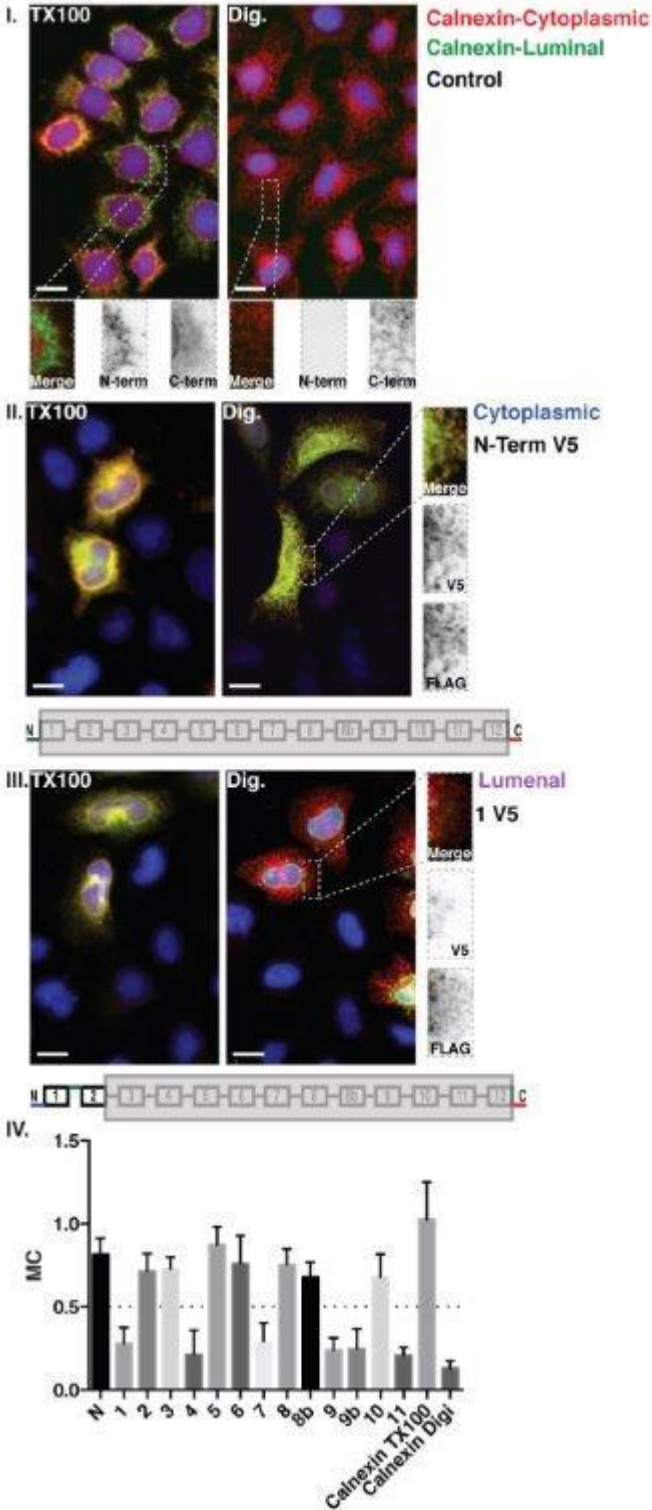 I. TX100 Dig. Calnexin-Cytoplasmic
Calnexin-Luminal
Control
Merge N-term C-term Merge N-term C-term
II. TX100 Dig. Cytoplasmic
N-Term V5
Merge
V5
FLAG
N 1 2 3 4 5 6 7 8 8b 9 10 11 12 C
III. TX100 Dig. Lumenal
1 V5
Merge
V5
FLAG
N 1 2 3 4 5 6 7 8 8b 9 10 11 12 C
IV.
1.5
1.0
MC
0.5
0.0
N 1 2 3 4 5 6 7 8 8b 9 9b 10 11 Calnexin TX100 Calnexin Digi